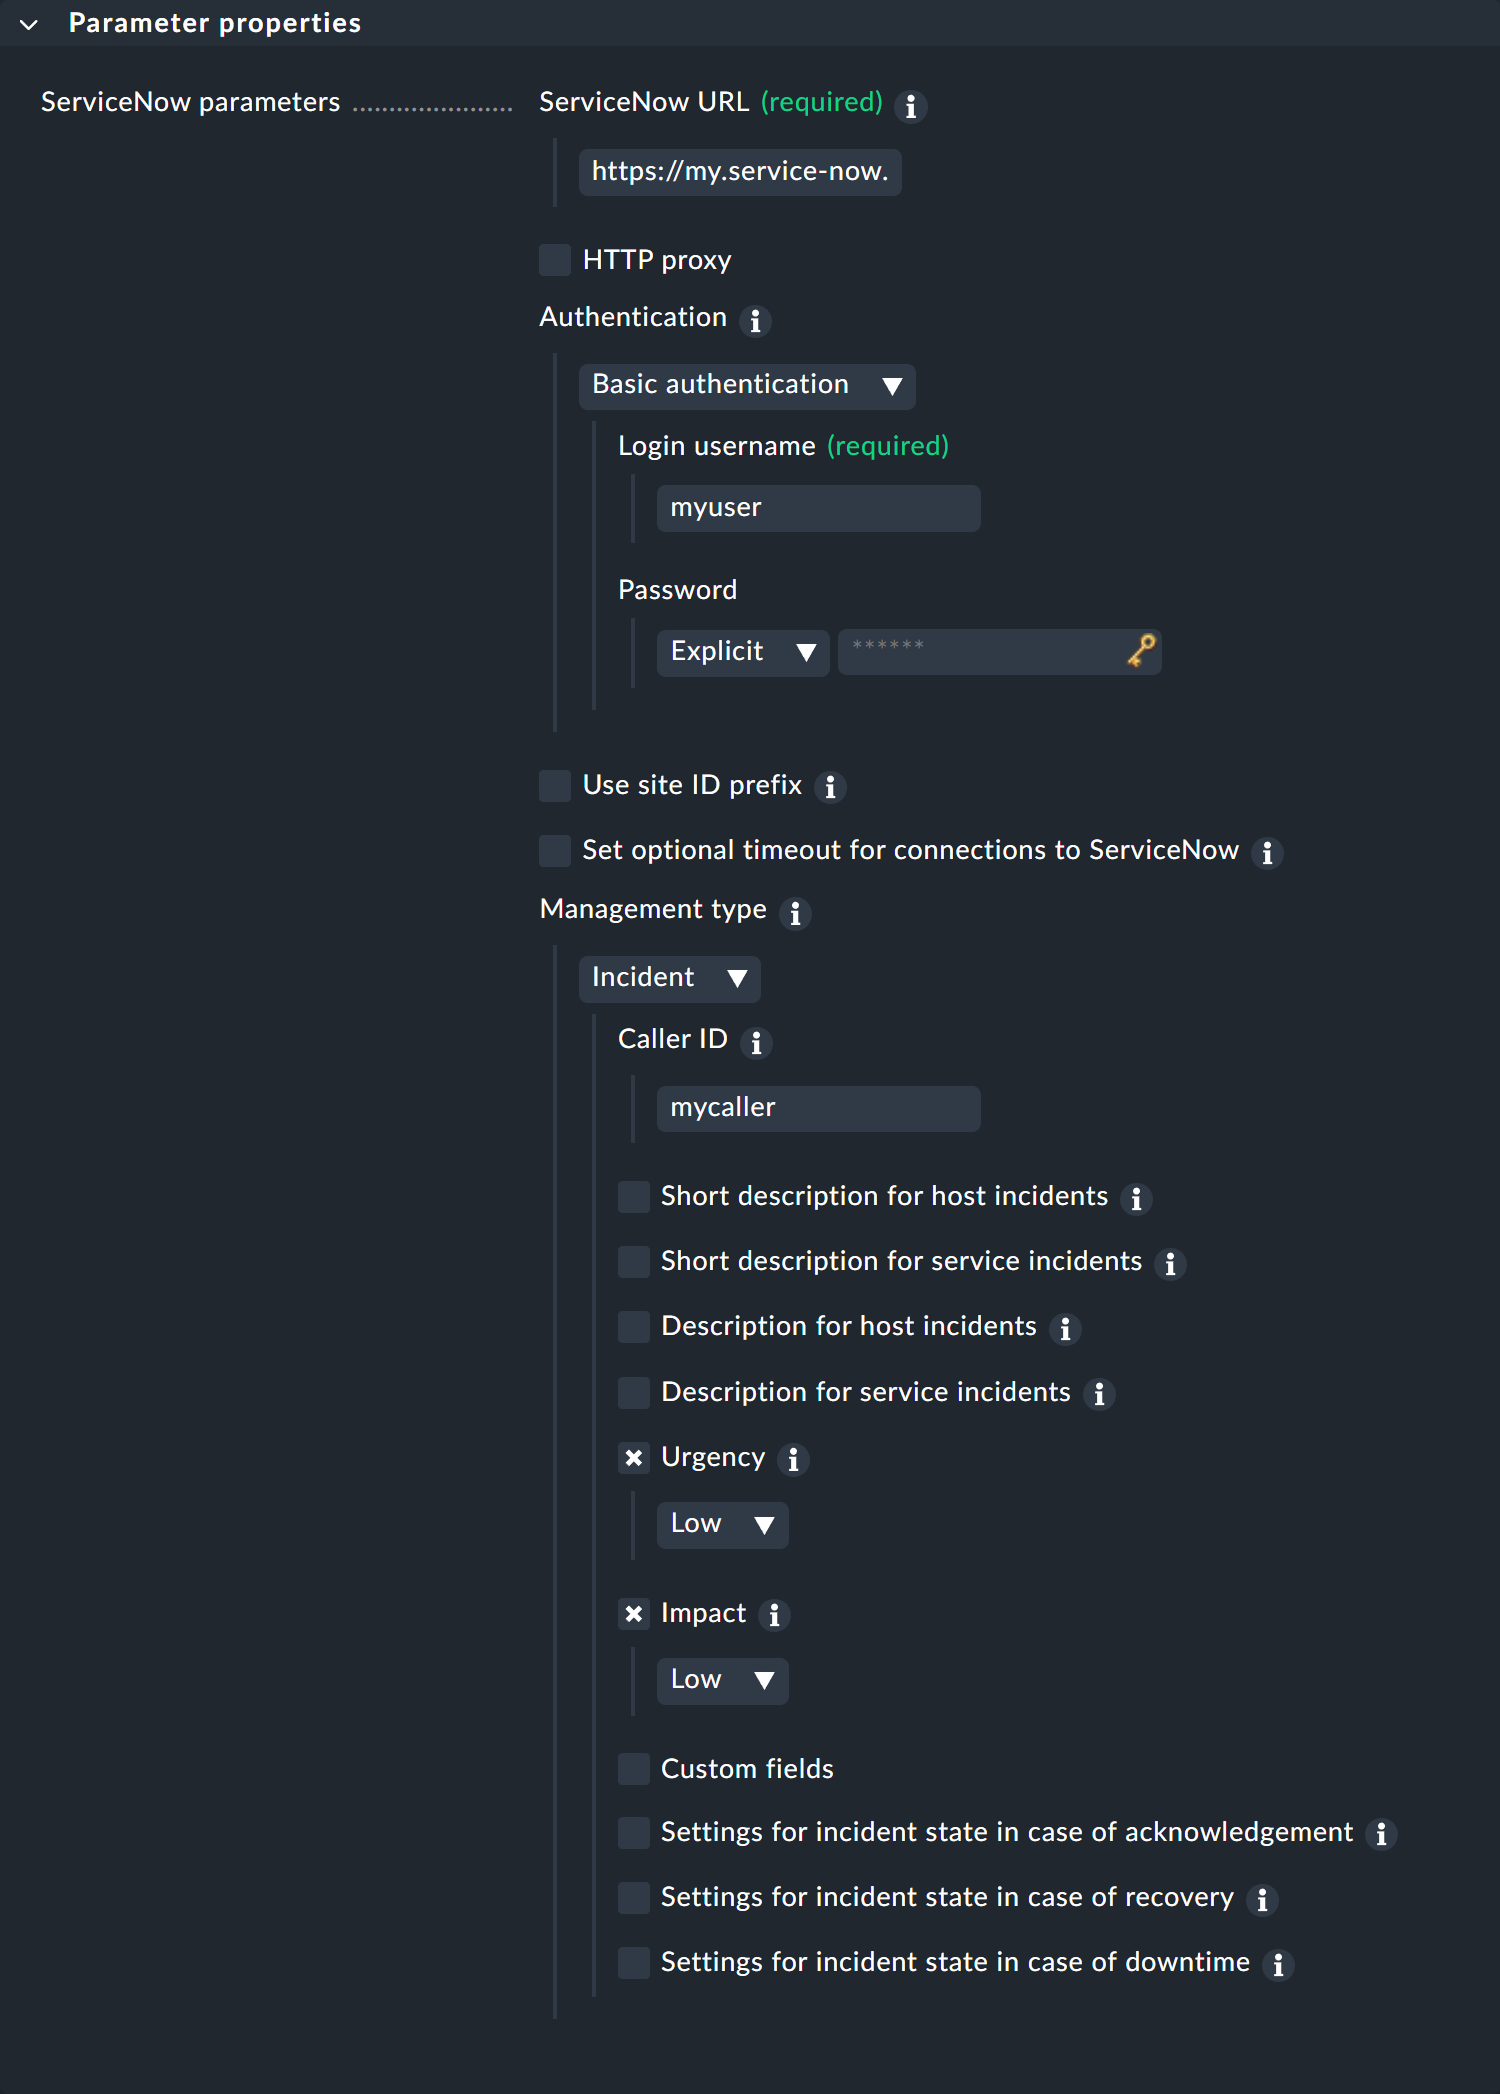 Parameter properties
ServiceNow parameters ...................... ServiceNow URL (required)
https://my.service-now.
HTTP proxy
Authentication
Basic authentication
Login username (required)
myuser
Password
Explicit ******
Use site ID prefix
Set optional timeout for connections to ServiceNow
Management type
Incident
Caller ID
mycaller
Short description for host incidents
Short description for service incidents
Description for host incidents
Description for service incidents
Urgency
Low
Impact
Low
Custom fields
Settings for incident state in case of acknowledgement
Settings for incident state in case of recovery
Settings for incident state in case of downtime